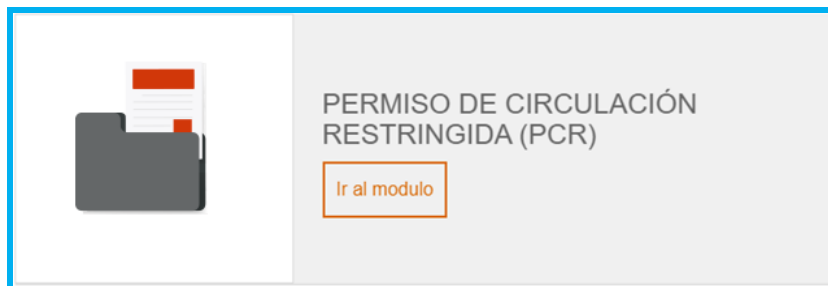 PERMISO DE CIRCULACIÓN
RESTRINGIDA (PCR)
Ir al modulo